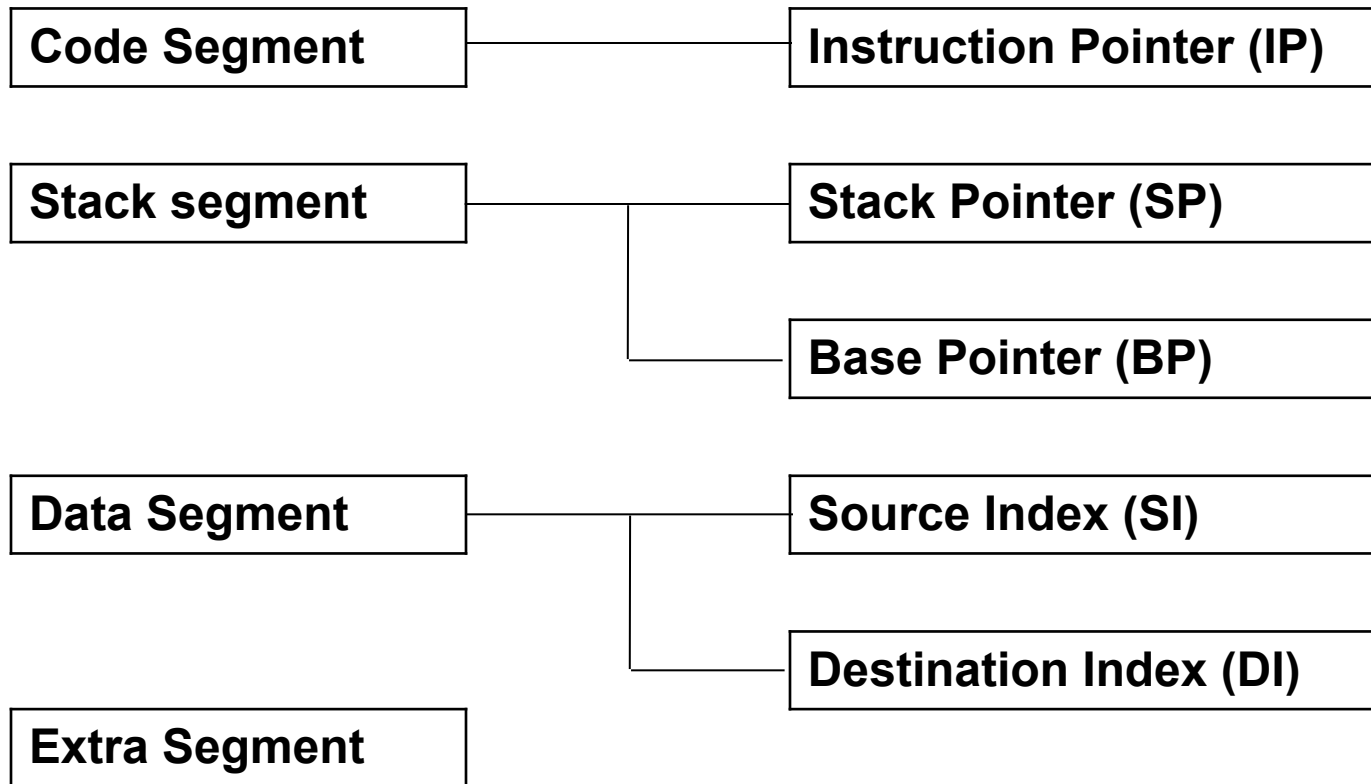 Code Segment
Instruction Pointer (IP)
Stack segment
Stack Pointer (SP)
Base Pointer (BP)
Data Segment
Source Index (SI)
Destination Index (DI)
Extra Segment